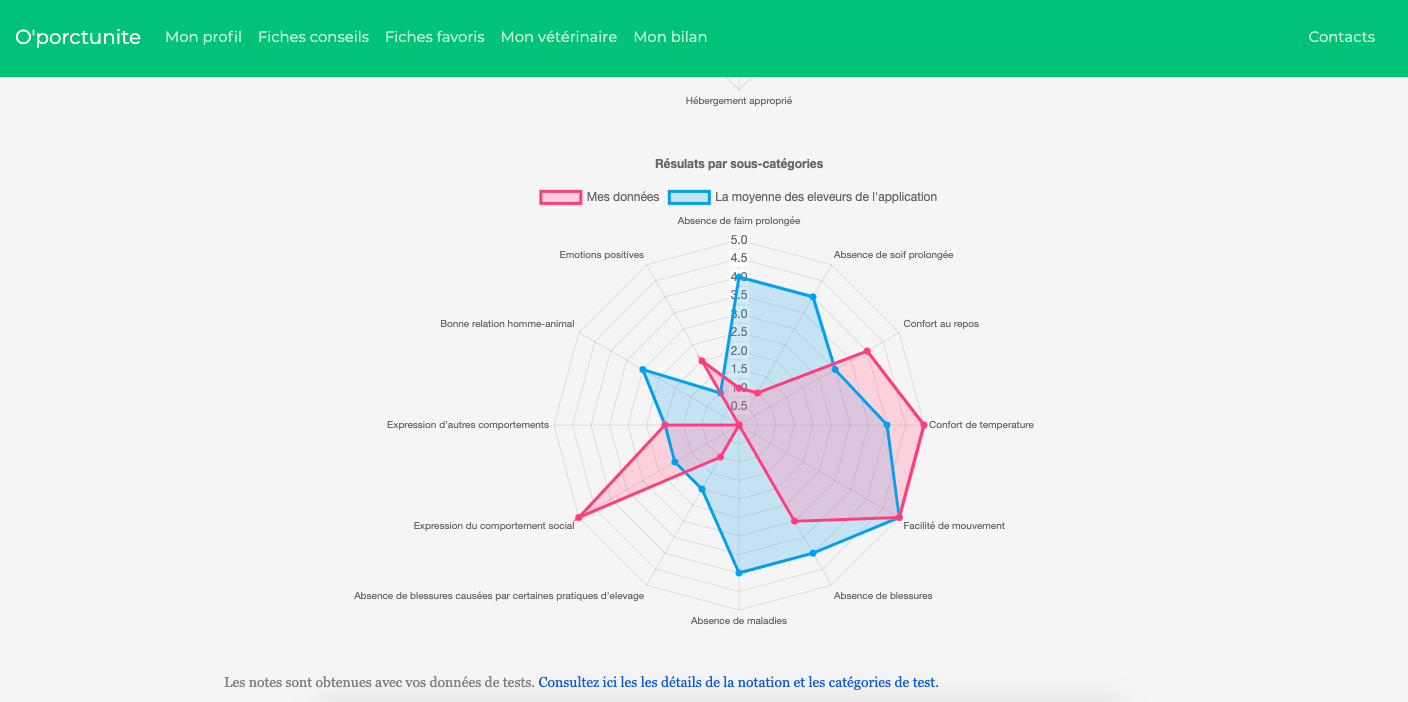 O'porctunite Mon profil Fiches conseils Fiches favoris Mon vétérinaire Mon bilan Contacts
Hébergement approprié
Résulats par sous-catégories
Mes données La moyenne des eleveurs de l'application
Absence de faim prolongée
5.0
Emotions positives Absence de soif prolongée
4.5
4.0
3.5
3.0
Bonne relation homme-animal Confort au repos
2.5
2.0
1.5
1.0
0.5
Expression d'autres comportements Confort de temperature
Expression du comportement social Facilité de mouvement
Absence de blessures causées par certaines pratiques d'elevage Absence de blessures
Absence de maladies
Les notes sont obtenues avec vos données de tests. Consultez ici les les détails de la notation et les catégories de test.